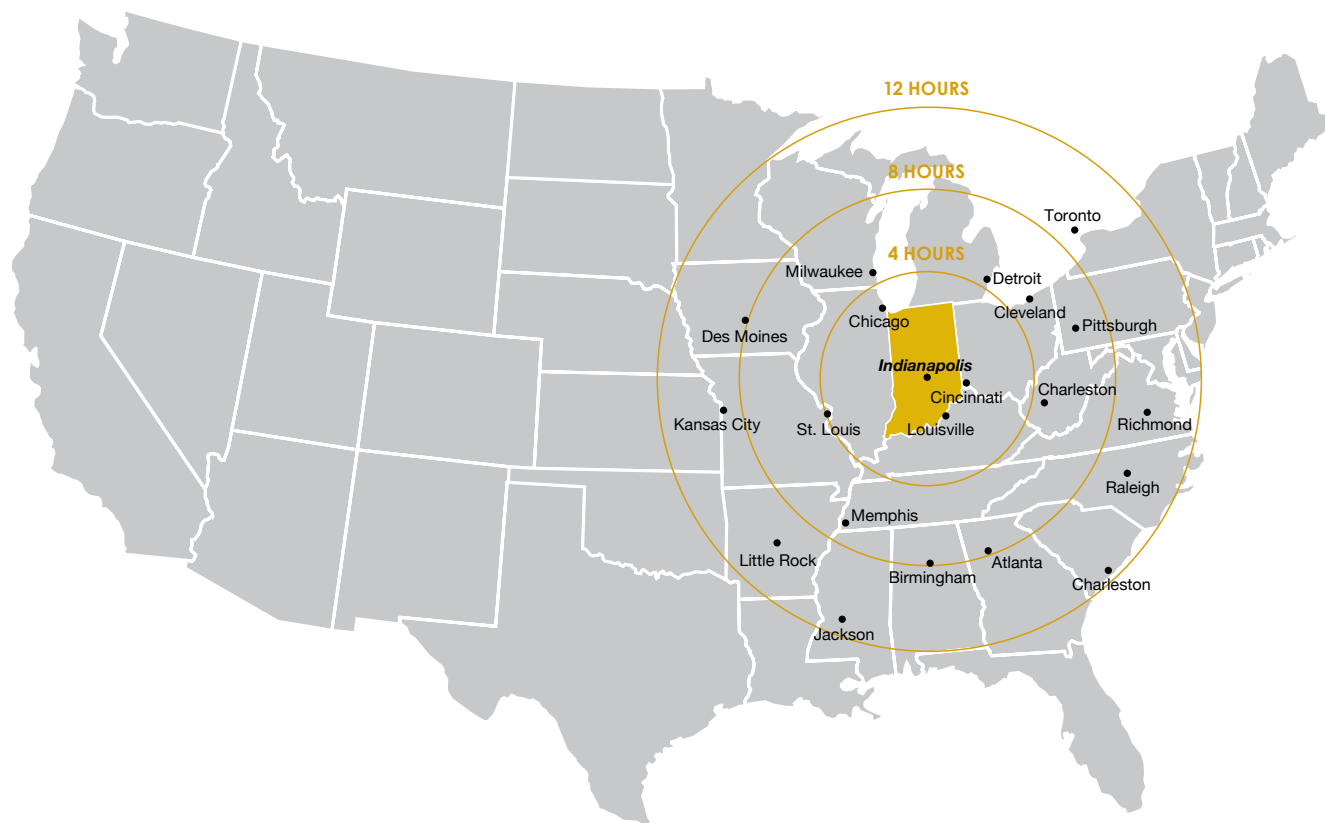 12 HOURS
8 HOURS
Toronto
4 HOURS
Milwaukee
Detroit
Cleveland
Chicago
Des Moines
Pittsburgh
Indianapolis
Cincinnati
Charleston
Kansas City
St. Louis
Louisville
Richmond
Raleigh
Memphis
Little Rock
Atlanta
Birmingham
Charleston
Jackson